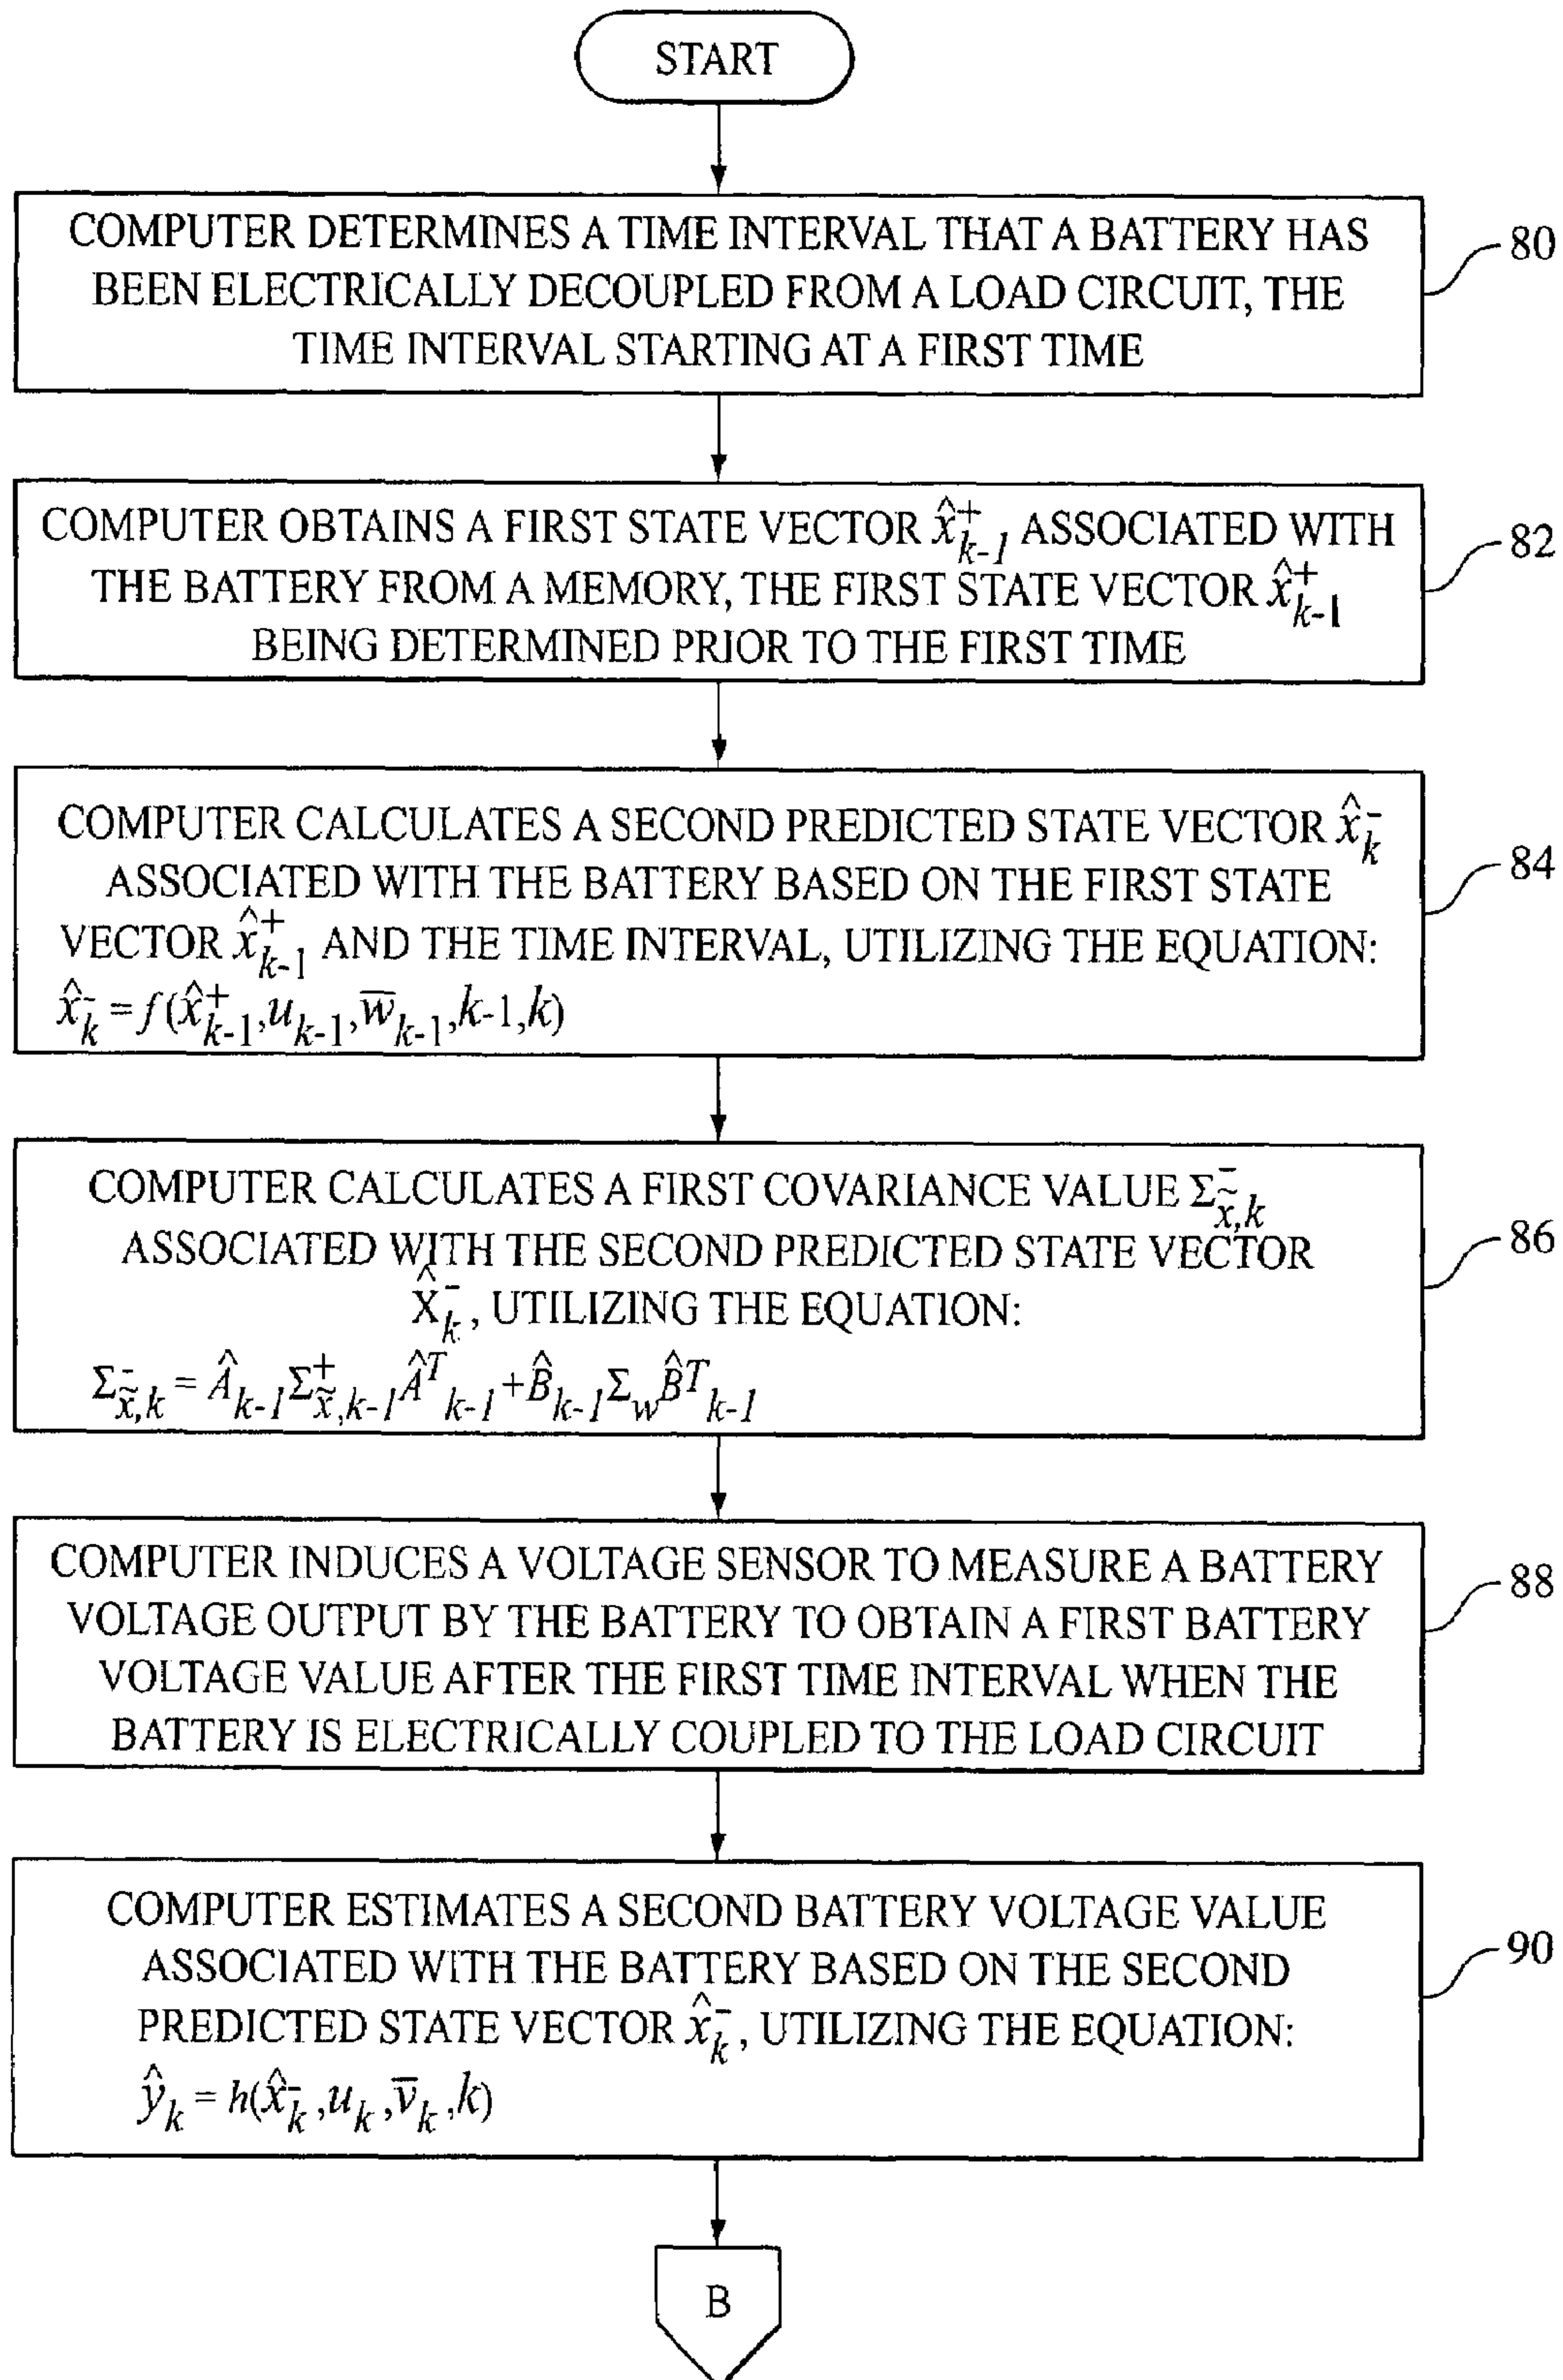 START
COMPUTER DETERMINES A TIME INTERVAL THAT A BATTERY HAS
BEEN ELECTRICALLY DECOUPLED FROM A LOAD CIRCUIT, THE
TIME INTERVAL STARTING AT A FIRST TIME
80
COMPUTER OBTAINS A FIRST STATE VECTOR x̂⁺ₖ₋₁ ASSOCIATED WITH
THE BATTERY FROM A MEMORY, THE FIRST STATE VECTOR x̂⁺ₖ₋₁
BEING DETERMINED PRIOR TO THE FIRST TIME
82
COMPUTER CALCULATES A SECOND PREDICTED STATE VECTOR x̂⁻ₖ
ASSOCIATED WITH THE BATTERY BASED ON THE FIRST STATE
VECTOR x̂⁺ₖ₋₁ AND THE TIME INTERVAL, UTILIZING THE EQUATION:
x̂⁻ₖ = f(x̂⁺ₖ₋₁,uₖ₋₁,w̅ₖ₋₁,k-1,k)
84
COMPUTER CALCULATES A FIRST COVARIANCE VALUE Σ⁻_x̃,k
ASSOCIATED WITH THE SECOND PREDICTED STATE VECTOR
x̂⁻ₖ, UTILIZING THE EQUATION:
Σ⁻_x̃,k = Âₖ₋₁Σ⁺_x̃,k-1Âᵀₖ₋₁+B̂ₖ₋₁Σ_wB̂ᵀₖ₋₁
86
COMPUTER INDUCES A VOLTAGE SENSOR TO MEASURE A BATTERY
VOLTAGE OUTPUT BY THE BATTERY TO OBTAIN A FIRST BATTERY
VOLTAGE VALUE AFTER THE FIRST TIME INTERVAL WHEN THE
BATTERY IS ELECTRICALLY COUPLED TO THE LOAD CIRCUIT
88
COMPUTER ESTIMATES A SECOND BATTERY VOLTAGE VALUE
ASSOCIATED WITH THE BATTERY BASED ON THE SECOND
PREDICTED STATE VECTOR x̂⁻ₖ, UTILIZING THE EQUATION:
ŷₖ = h(x̂⁻ₖ,uₖ,v̅ₖ,k)
90
B